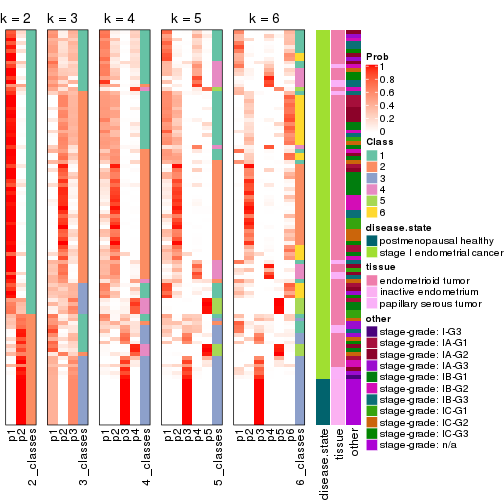 k = 2 k = 3 k = 4 k = 5 k = 6
Prob
1
0.8
0.6
0.4
0.2
0
Class
1
2
3
4
5
6
disease.state
postmenopausal healthy
stage I endometrial cancer
tissue
endometrioid tumor
inactive endometrium
papillary serous tumor
other
stage-grade: I-G3
stage-grade: IA-G1
stage-grade: IA-G2
stage-grade: IA-G3
stage-grade: IB-G1
stage-grade: IB-G2
stage-grade: IB-G3
stage-grade: IC-G1
stage-grade: IC-G2
stage-grade: IC-G3
stage-grade: n/a
p1 p2 2_classes p1 p2 p3 3_classes p1 p2 p3 p4 4_classes p1 p2 p3 p4 p5 5_classes p1 p2 p3 p4 p5 p6 6_classes disease.state tissue other